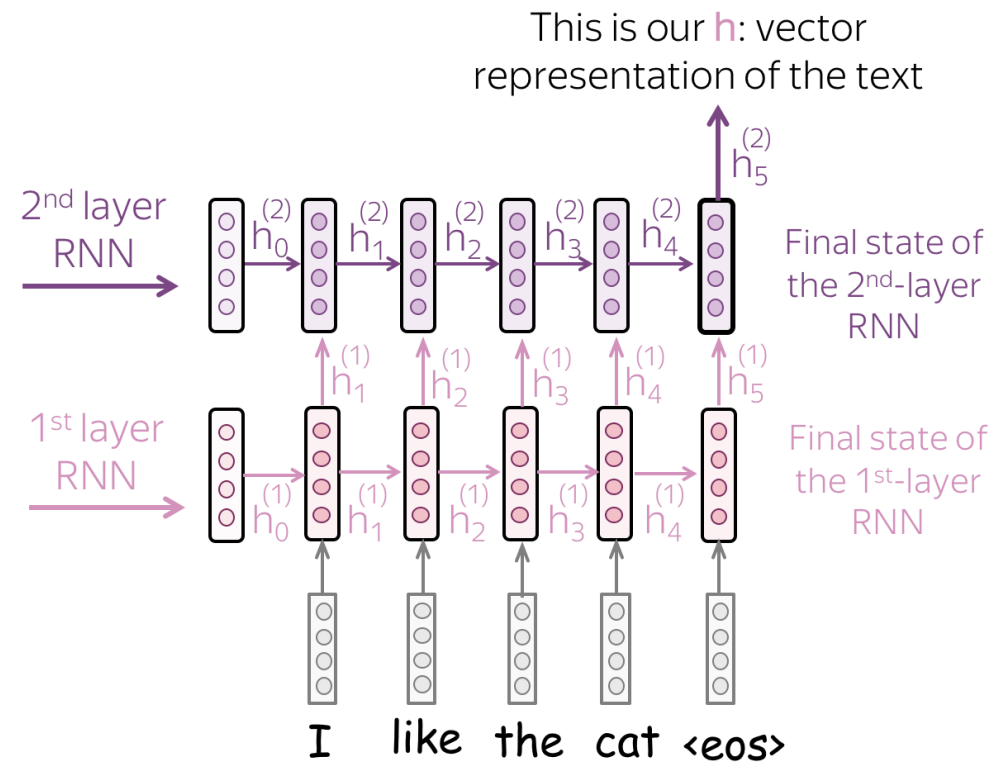 This is our h: vector
representation of the text
h₅⁽²⁾
2nd layer
RNN
h₀⁽²⁾ h₁⁽²⁾ h₂⁽²⁾ h₃⁽²⁾ h₄⁽²⁾
Final state of
the 2nd-layer
RNN
h₁⁽¹⁾ h₂⁽¹⁾ h₃⁽¹⁾ h₄⁽¹⁾ h₅⁽¹⁾
1st layer
RNN
h₀⁽¹⁾ h₁⁽¹⁾ h₂⁽¹⁾ h₃⁽¹⁾ h₄⁽¹⁾
Final state of
the 1st-layer
RNN
I like the cat <eos>